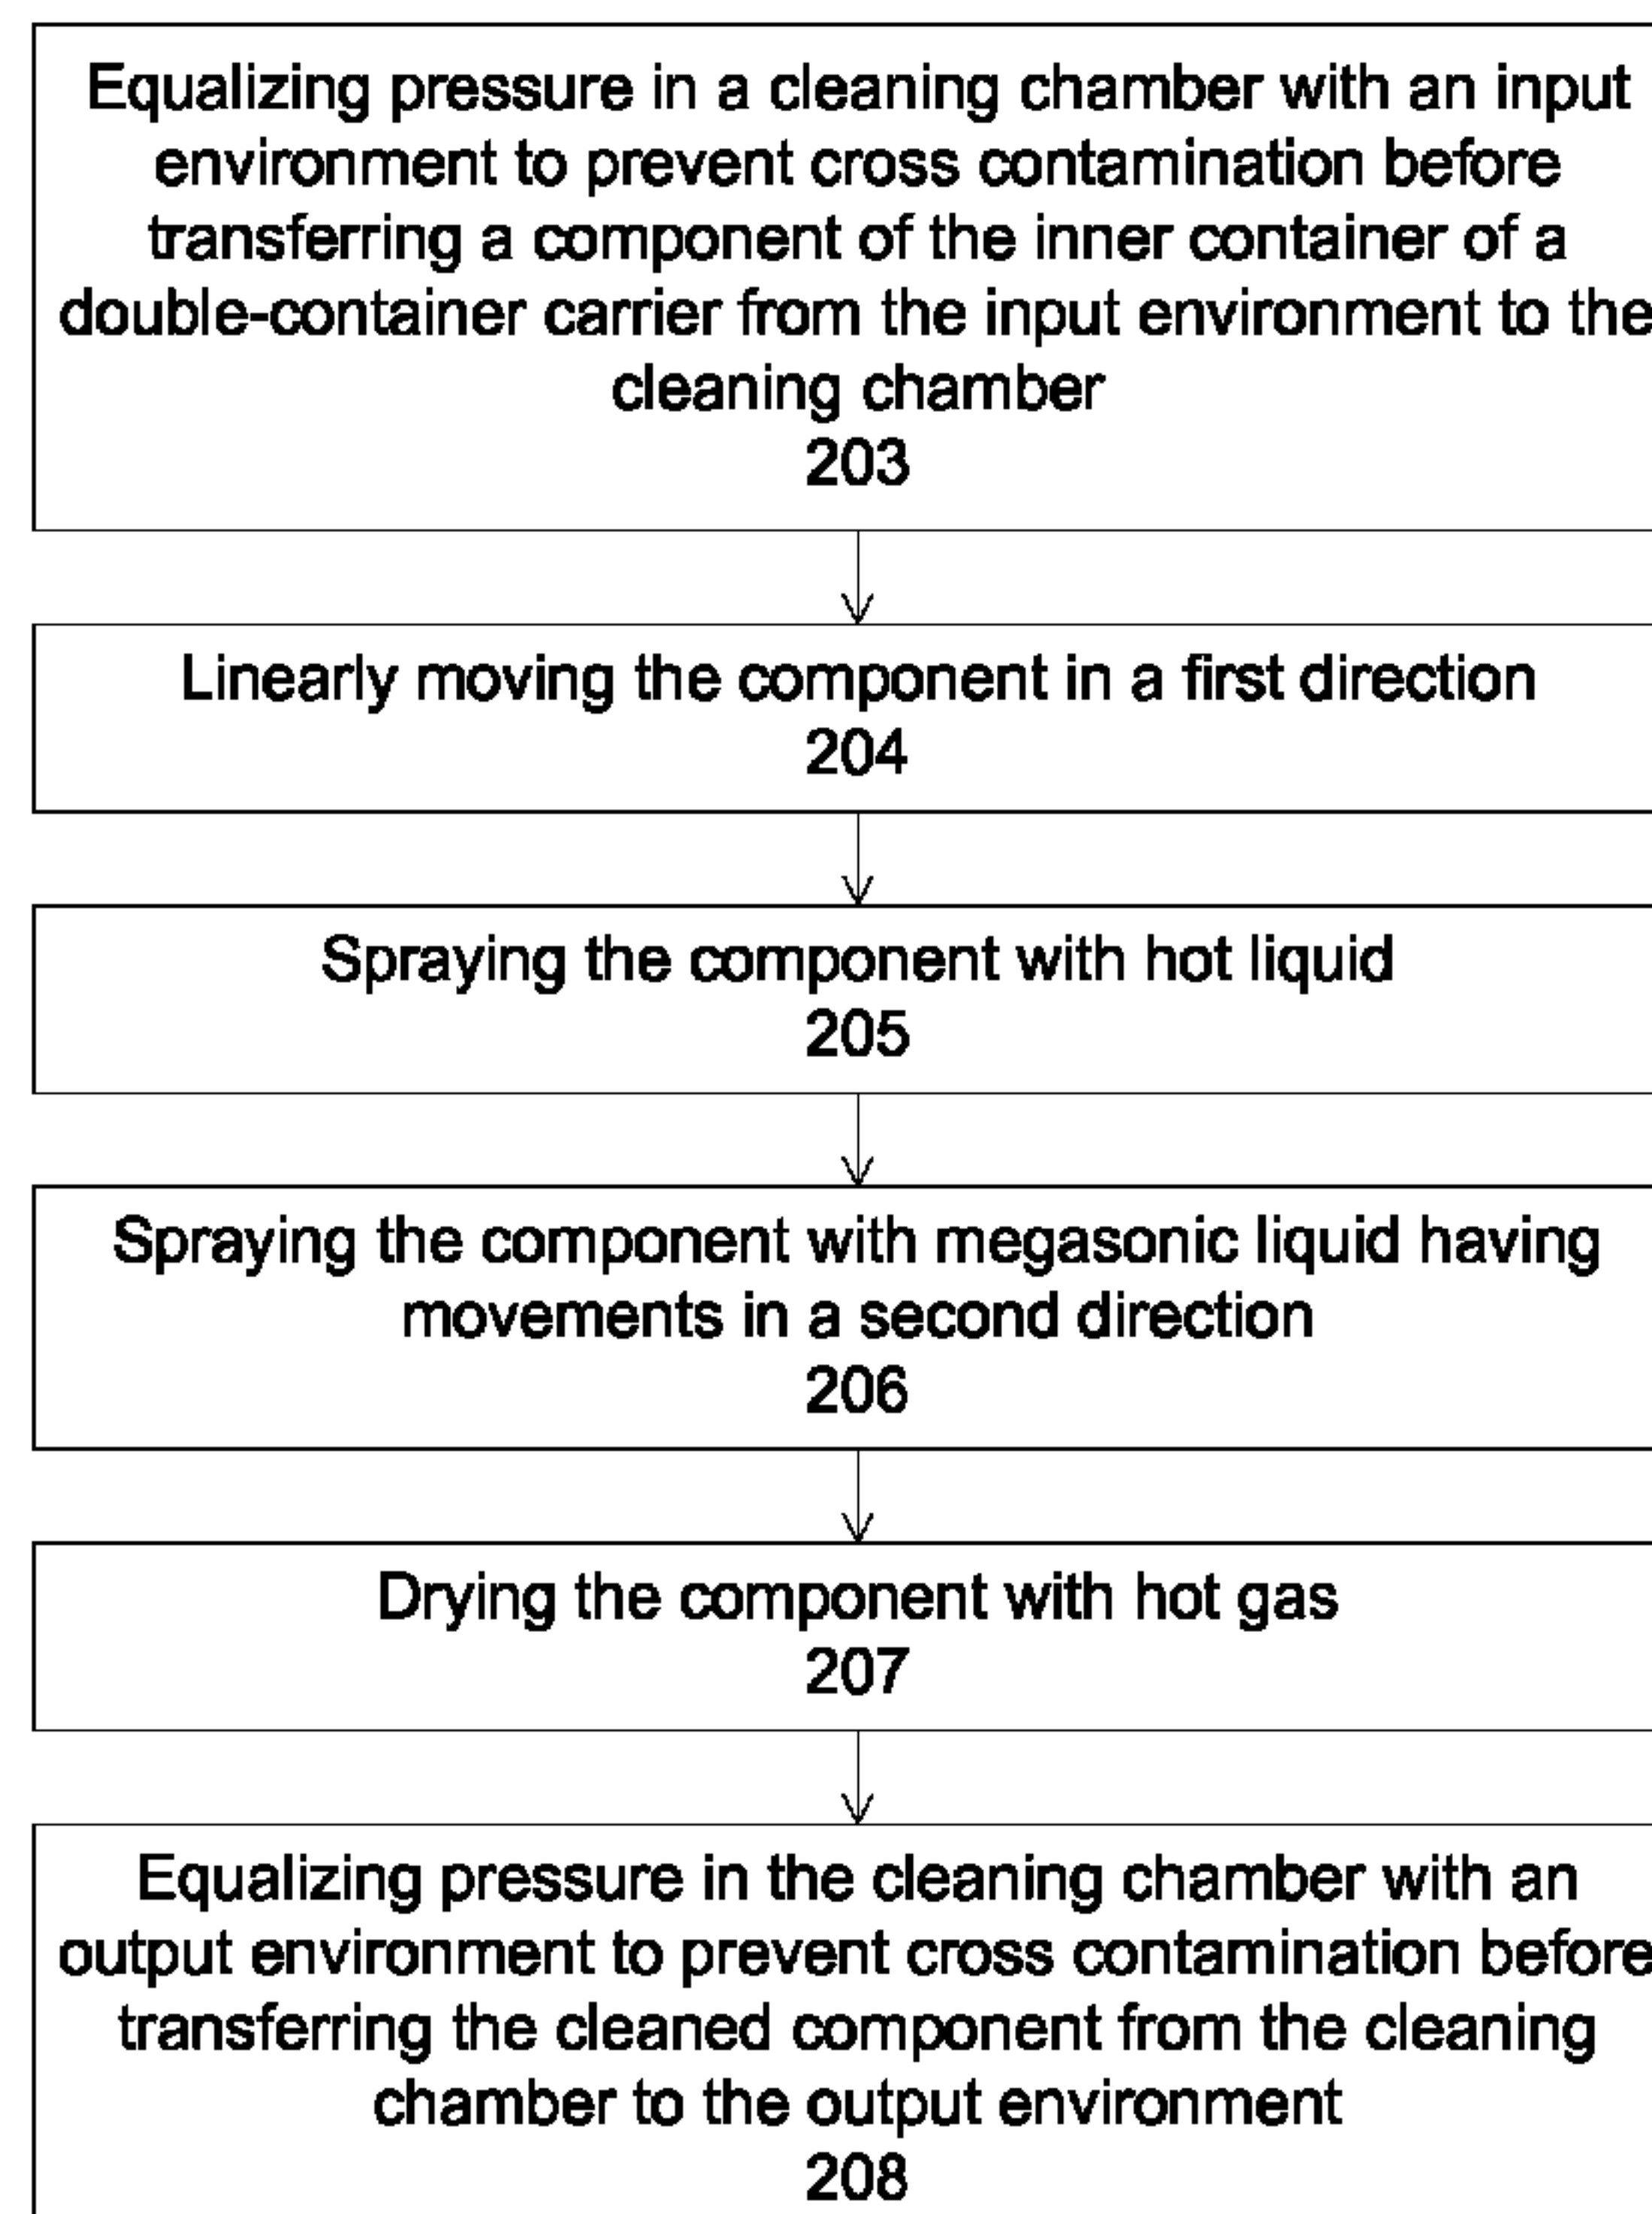 Equalizing pressure in a cleaning chamber with an input
environment to prevent cross contamination before
transferring a component of the inner container of a
double-container carrier from the input environment to the
cleaning chamber
203
Linearly moving the component in a first direction
204
Spraying the component with hot liquid
205
Spraying the component with megasonic liquid having
movements in a second direction
206
Drying the component with hot gas
207
Equalizing pressure in the cleaning chamber with an
output environment to prevent cross contamination before
transferring the cleaned component from the cleaning
chamber to the output environment
208